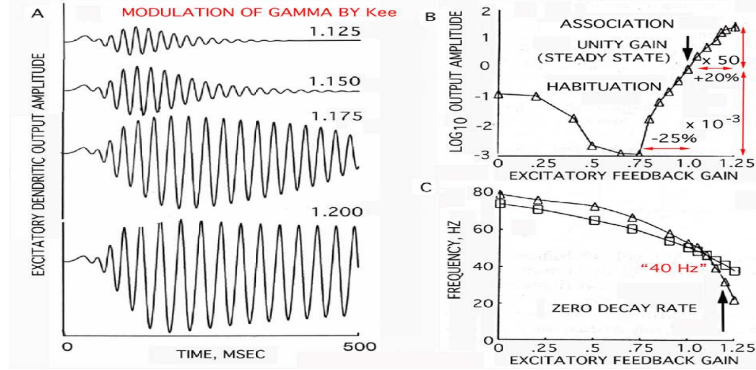 A
MODULATION OF GAMMA BY Kee
EXCITATORY DENDRITIC OUTPUT AMPLITUDE
1.125
1.150
1.175
1.200
0
500
TIME, MSEC
B
LOG10 OUTPUT AMPLITUDE
2
1
0
-1
-2
-3
ASSOCIATION
UNITY GAIN
(STEADY STATE)
HABITUATION
x 50
+20%
x 10-3
-25%
0 .25 .5 .75 1.0 1.25
EXCITATORY FEEDBACK GAIN
C
FREQUENCY, HZ
80
60
40
20
0
"40 Hz"
ZERO DECAY RATE
0 .25 .5 .75 1.0 1.25
EXCITATORY FEEDBACK GAIN